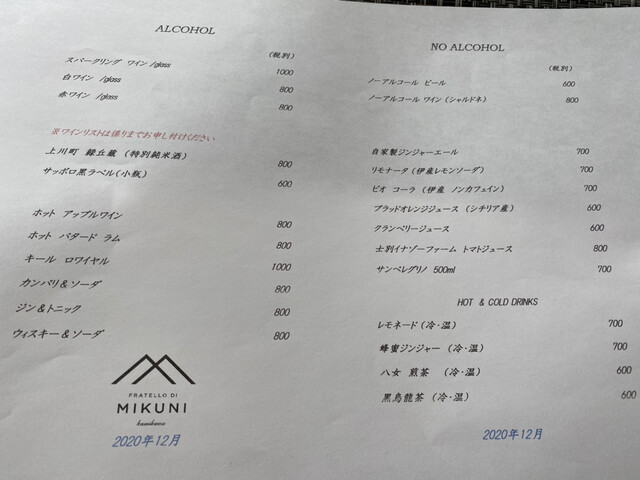 ALCOHOL
(税別)
スパークリング ワイン /glass 1000
白ワイン /glass 800
赤ワイン /glass 800
※ワインリストは係りまでお申し付けください
上川町 緑丘蔵 (特別純米酒) 800
サッポロ黒ラベル(小瓶) 600
ホット アップルワイン 800
ホット バタード ラム 800
キール ロワイヤル 1000
カンパリ&ソーダ 800
ジン&トニック 800
ウィスキー&ソーダ 800
FRATELLO DI
MIKUNI
kamikawa
2020年12月
NO ALCOHOL
(税別)
ノーアルコール ビール 600
ノーアルコール ワイン (シャルドネ) 800
自家製ジンジャーエール 700
リモナータ (伊産レモンソーダ) 700
ビオ コーラ (伊産 ノンカフェイン) 700
ブラッドオレンジジュース (シチリア産) 600
クランベリージュース 600
士別イナゾーファーム トマトジュース 800
サンペレグリノ 500ml 700
HOT & COLD DRINKS
レモネード (冷・温) 700
蜂蜜ジンジャー (冷・温) 700
八女 煎茶 (冷・温) 600
黒烏龍茶 (冷・温) 600
2020年12月